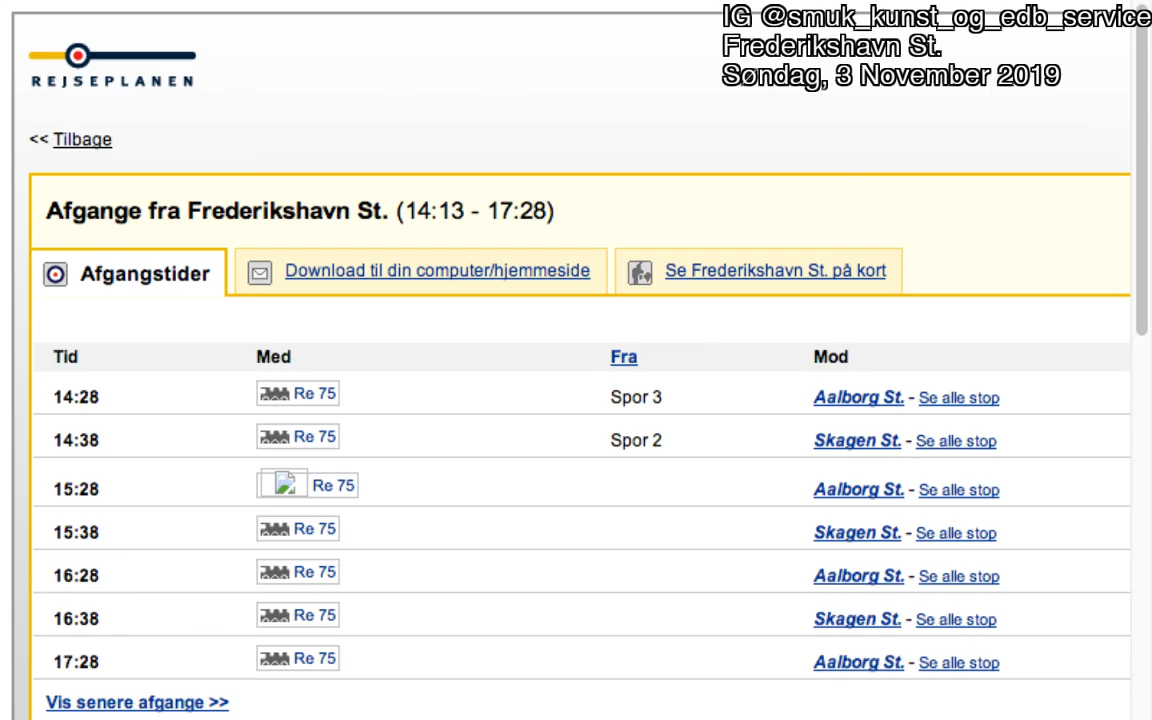 IG @smuk_kunst_og_edb_service
Frederikshavn St.
Søndag, 3 November 2019
REJSEPLANEN
<< Tilbage
Afgange fra Frederikshavn St. (14:13 - 17:28)
Afgangstider Download til din computer/hjemmeside Se Frederikshavn St. på kort
Tid Med Fra Mod
14:28 Re 75 Spor 3 Aalborg St. - Se alle stop
14:38 Re 75 Spor 2 Skagen St. - Se alle stop
15:28 Re 75 Aalborg St. - Se alle stop
15:38 Re 75 Skagen St. - Se alle stop
16:28 Re 75 Aalborg St. - Se alle stop
16:38 Re 75 Skagen St. - Se alle stop
17:28 Re 75 Aalborg St. - Se alle stop
Vis senere afgange >>